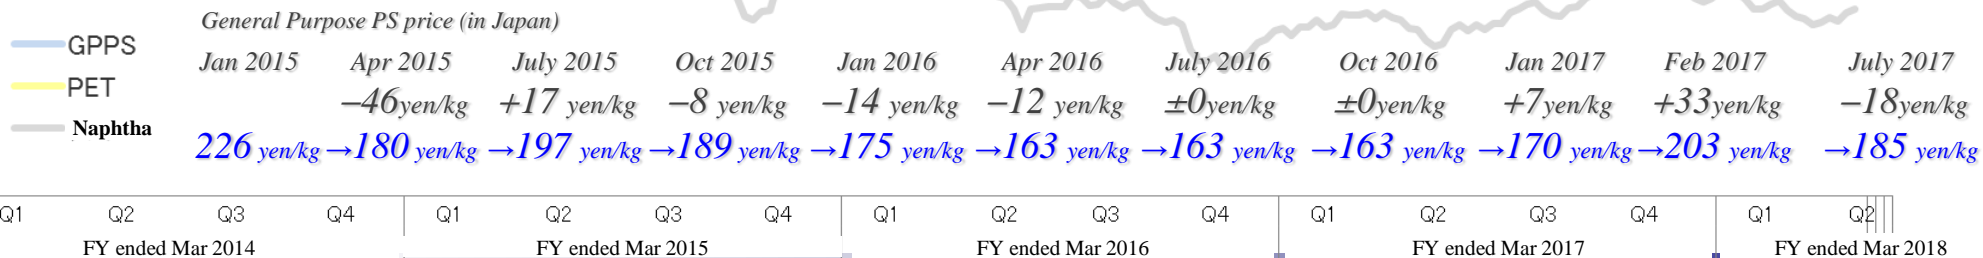 General Purpose PS price (in Japan)
GPPS
PET
Naphtha
Jan 2015 Apr 2015 July 2015 Oct 2015 Jan 2016 Apr 2016 July 2016 Oct 2016 Jan 2017 Feb 2017 July 2017
−46yen/kg +17 yen/kg −8 yen/kg −14 yen/kg −12 yen/kg ±0yen/kg ±0yen/kg +7yen/kg +33yen/kg −18yen/kg
226 yen/kg →180 yen/kg →197 yen/kg →189 yen/kg →175 yen/kg →163 yen/kg →163 yen/kg →163 yen/kg →170 yen/kg →203 yen/kg →185 yen/kg
Q1 Q2 Q3 Q4 Q1 Q2 Q3 Q4 Q1 Q2 Q3 Q4 Q1 Q2 Q3 Q4 Q1 Q2
FY ended Mar 2014 FY ended Mar 2015 FY ended Mar 2016 FY ended Mar 2017 FY ended Mar 2018